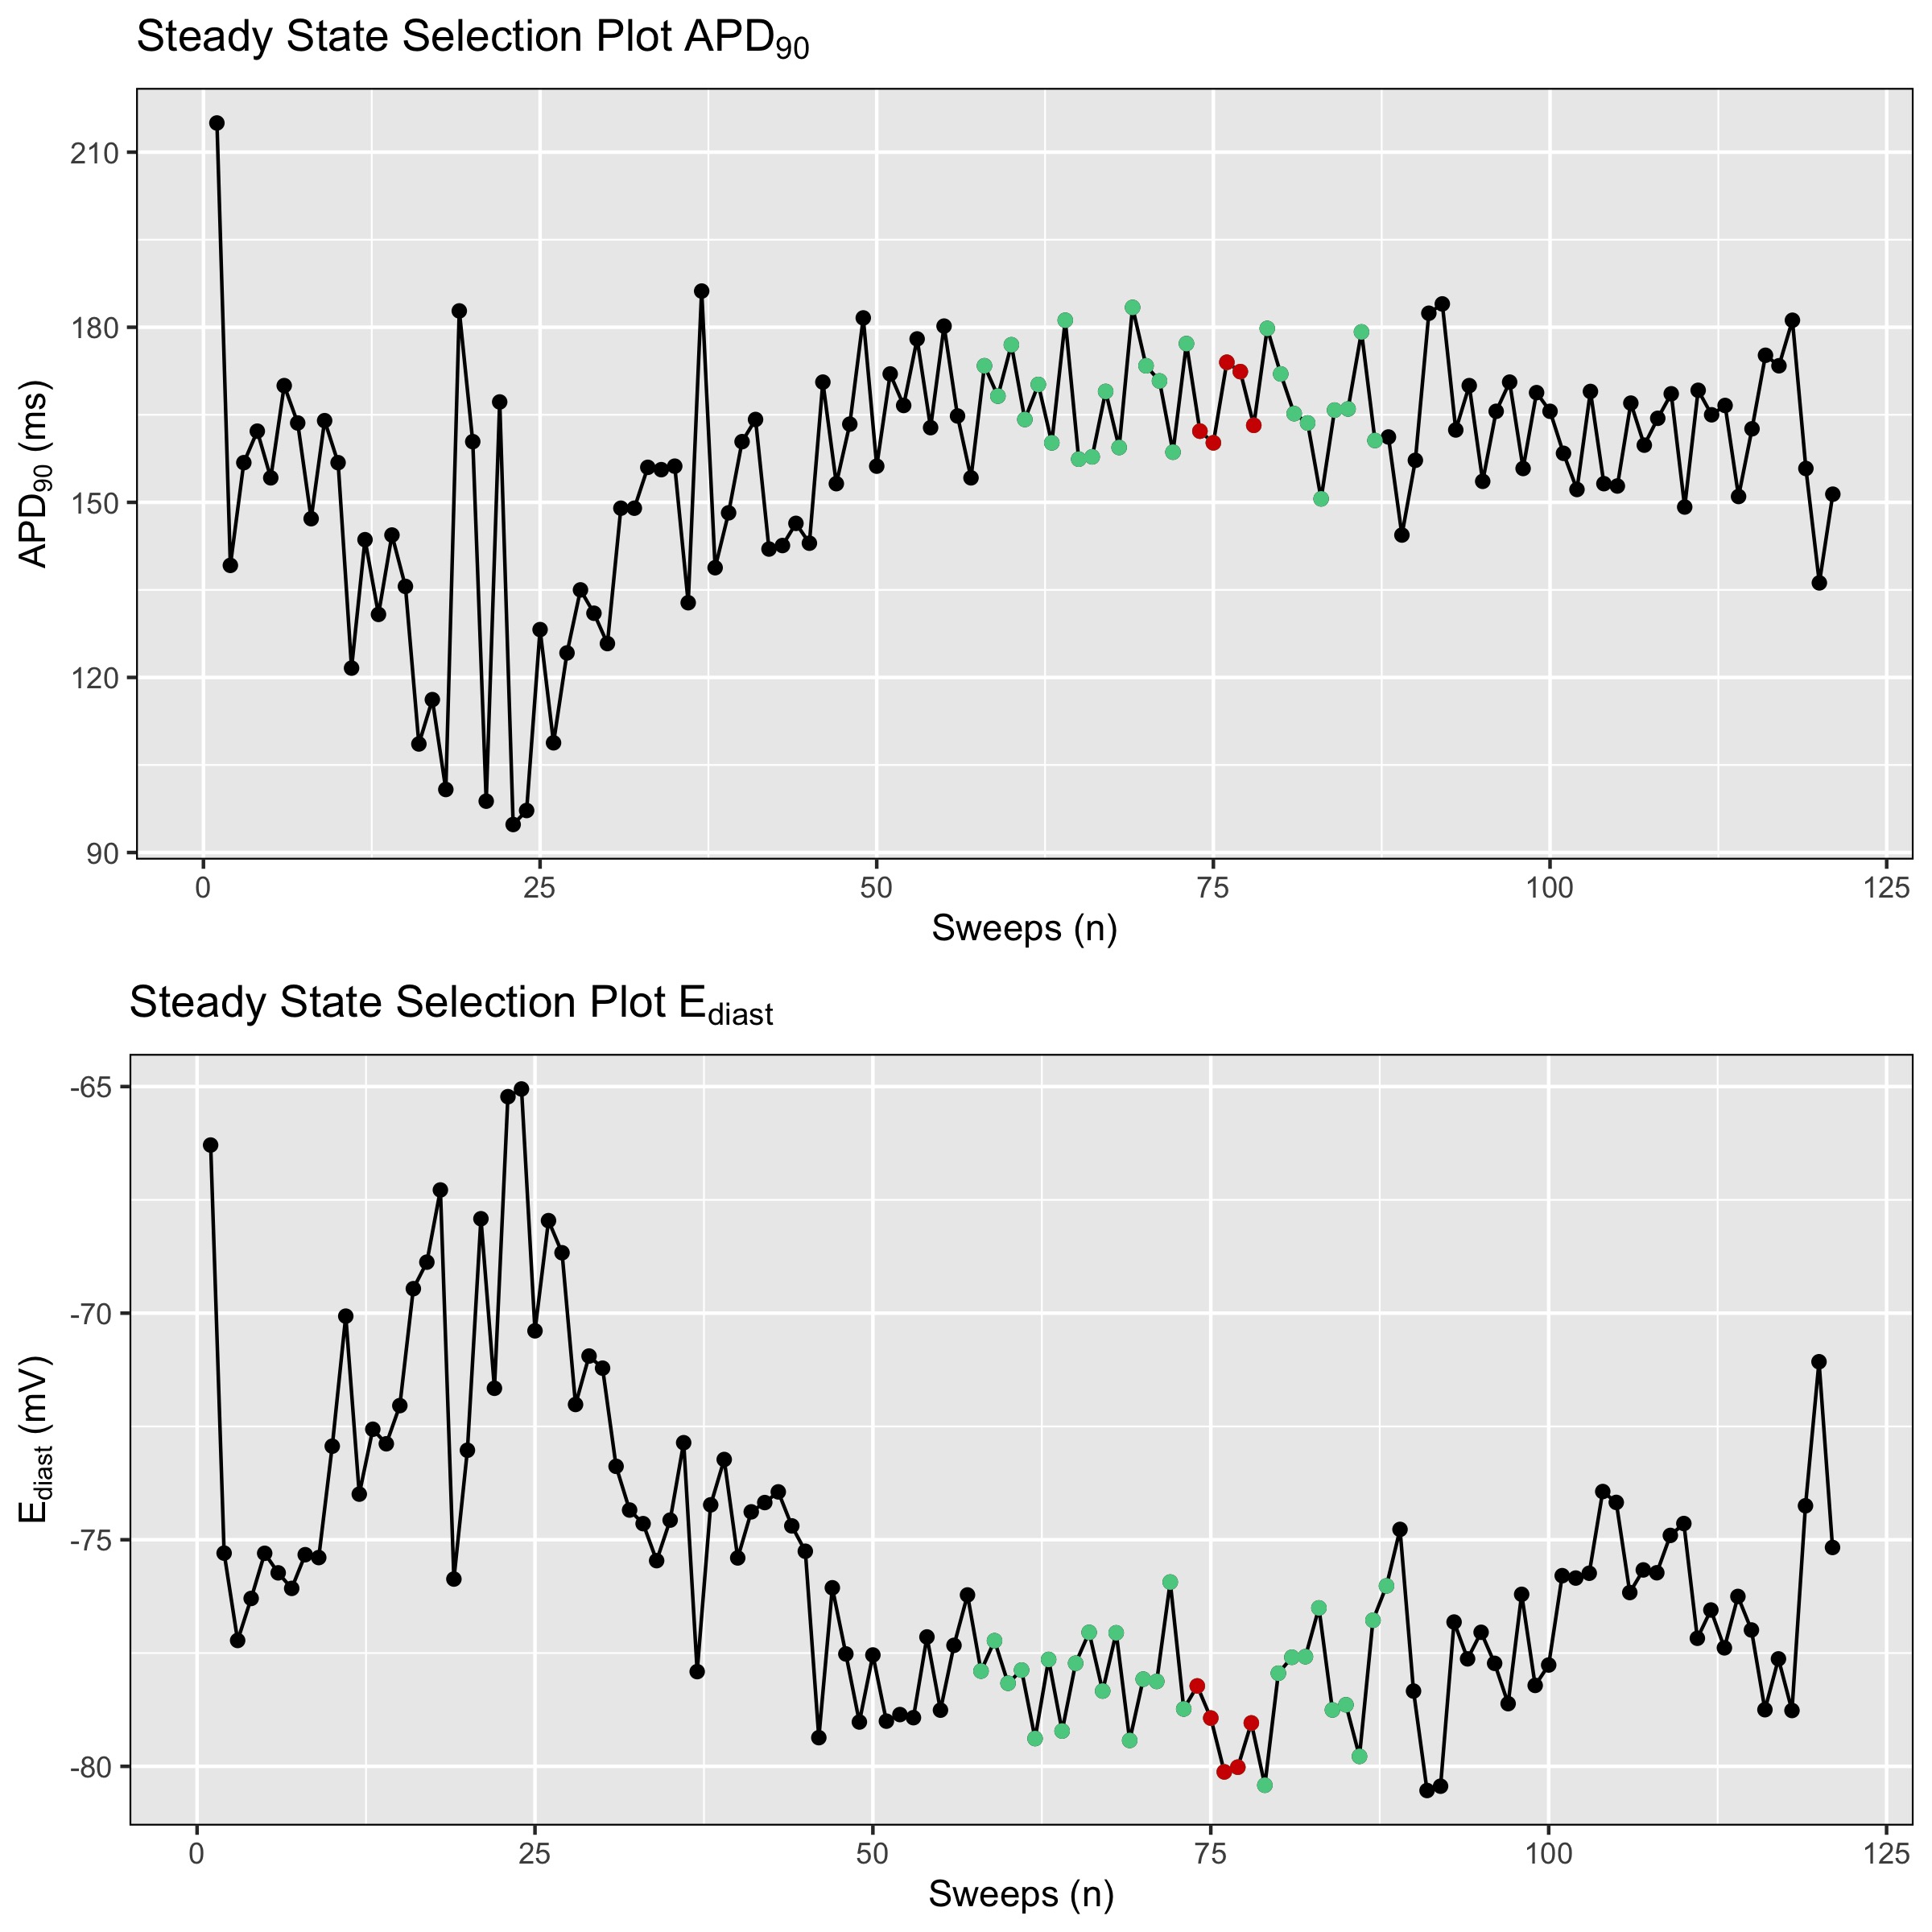 Steady State Selection Plot APD90
APD90 (ms)
210
180
150
120
90
0 25 50 75 100 125
Sweeps (n)
Steady State Selection Plot Ediast
Ediast (mV)
-65
-70
-75
-80
0 25 50 75 100 125
Sweeps (n)